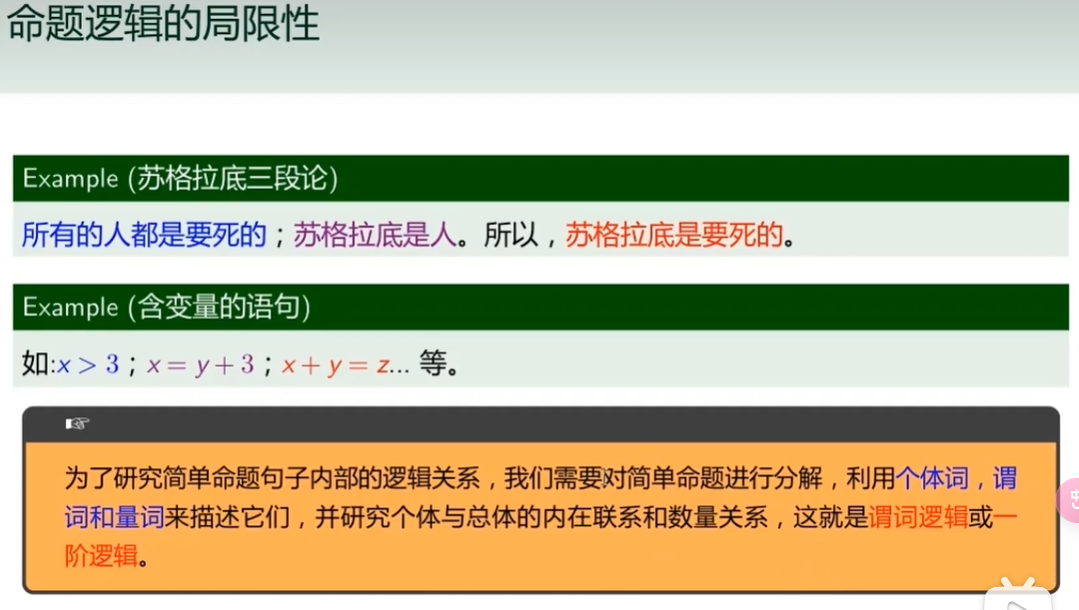 命题逻辑的局限性
Example (苏格拉底三段论)
所有的人都是要死的；苏格拉底是人。所以，苏格拉底是要死的。
Example (含变量的语句)
如:x > 3；x = y + 3；x + y = z... 等。
为了研究简单命题句子内部的逻辑关系，我们需要对简单命题进行分解，利用个体词，谓
词和量词来描述它们，并研究个体与总体的内在联系和数量关系，这就是谓词逻辑或一
阶逻辑。